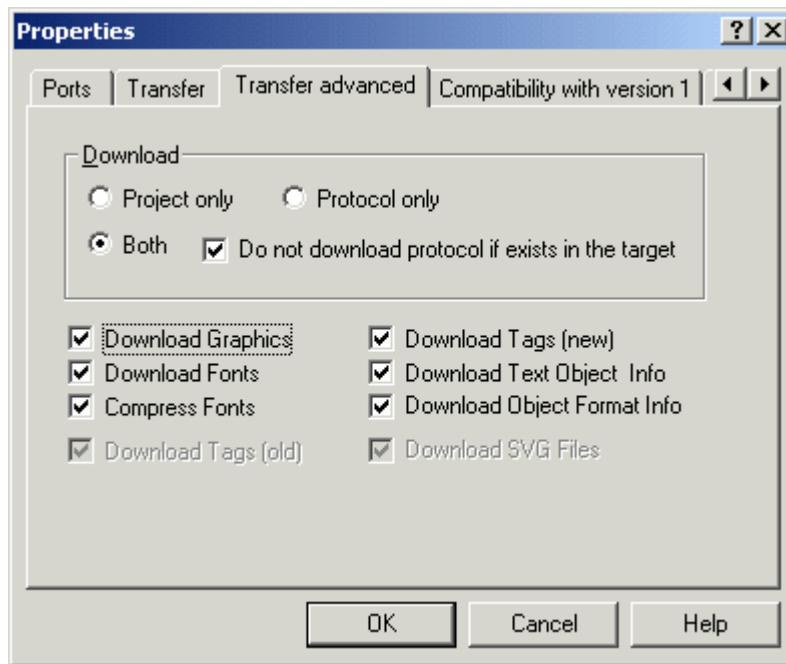 Properties
Ports Transfer Transfer advanced Compatibility with version 1
Download
Project only Protocol only
Both Do not download protocol if exists in the target
Download Graphics Download Tags (new)
Download Fonts Download Text Object Info
Compress Fonts Download Object Format Info
Download Tags (old) Download SVG Files
OK Cancel Help